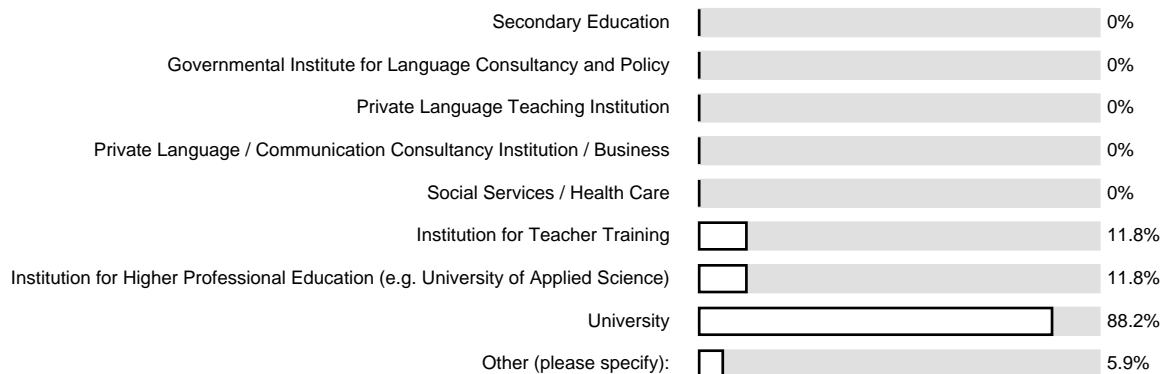 Secondary Education 0%
Governmental Institute for Language Consultancy and Policy 0%
Private Language Teaching Institution 0%
Private Language / Communication Consultancy Institution / Business 0%
Social Services / Health Care 0%
Institution for Teacher Training 11.8%
Institution for Higher Professional Education (e.g. University of Applied Science) 11.8%
University 88.2%
Other (please specify): 5.9%